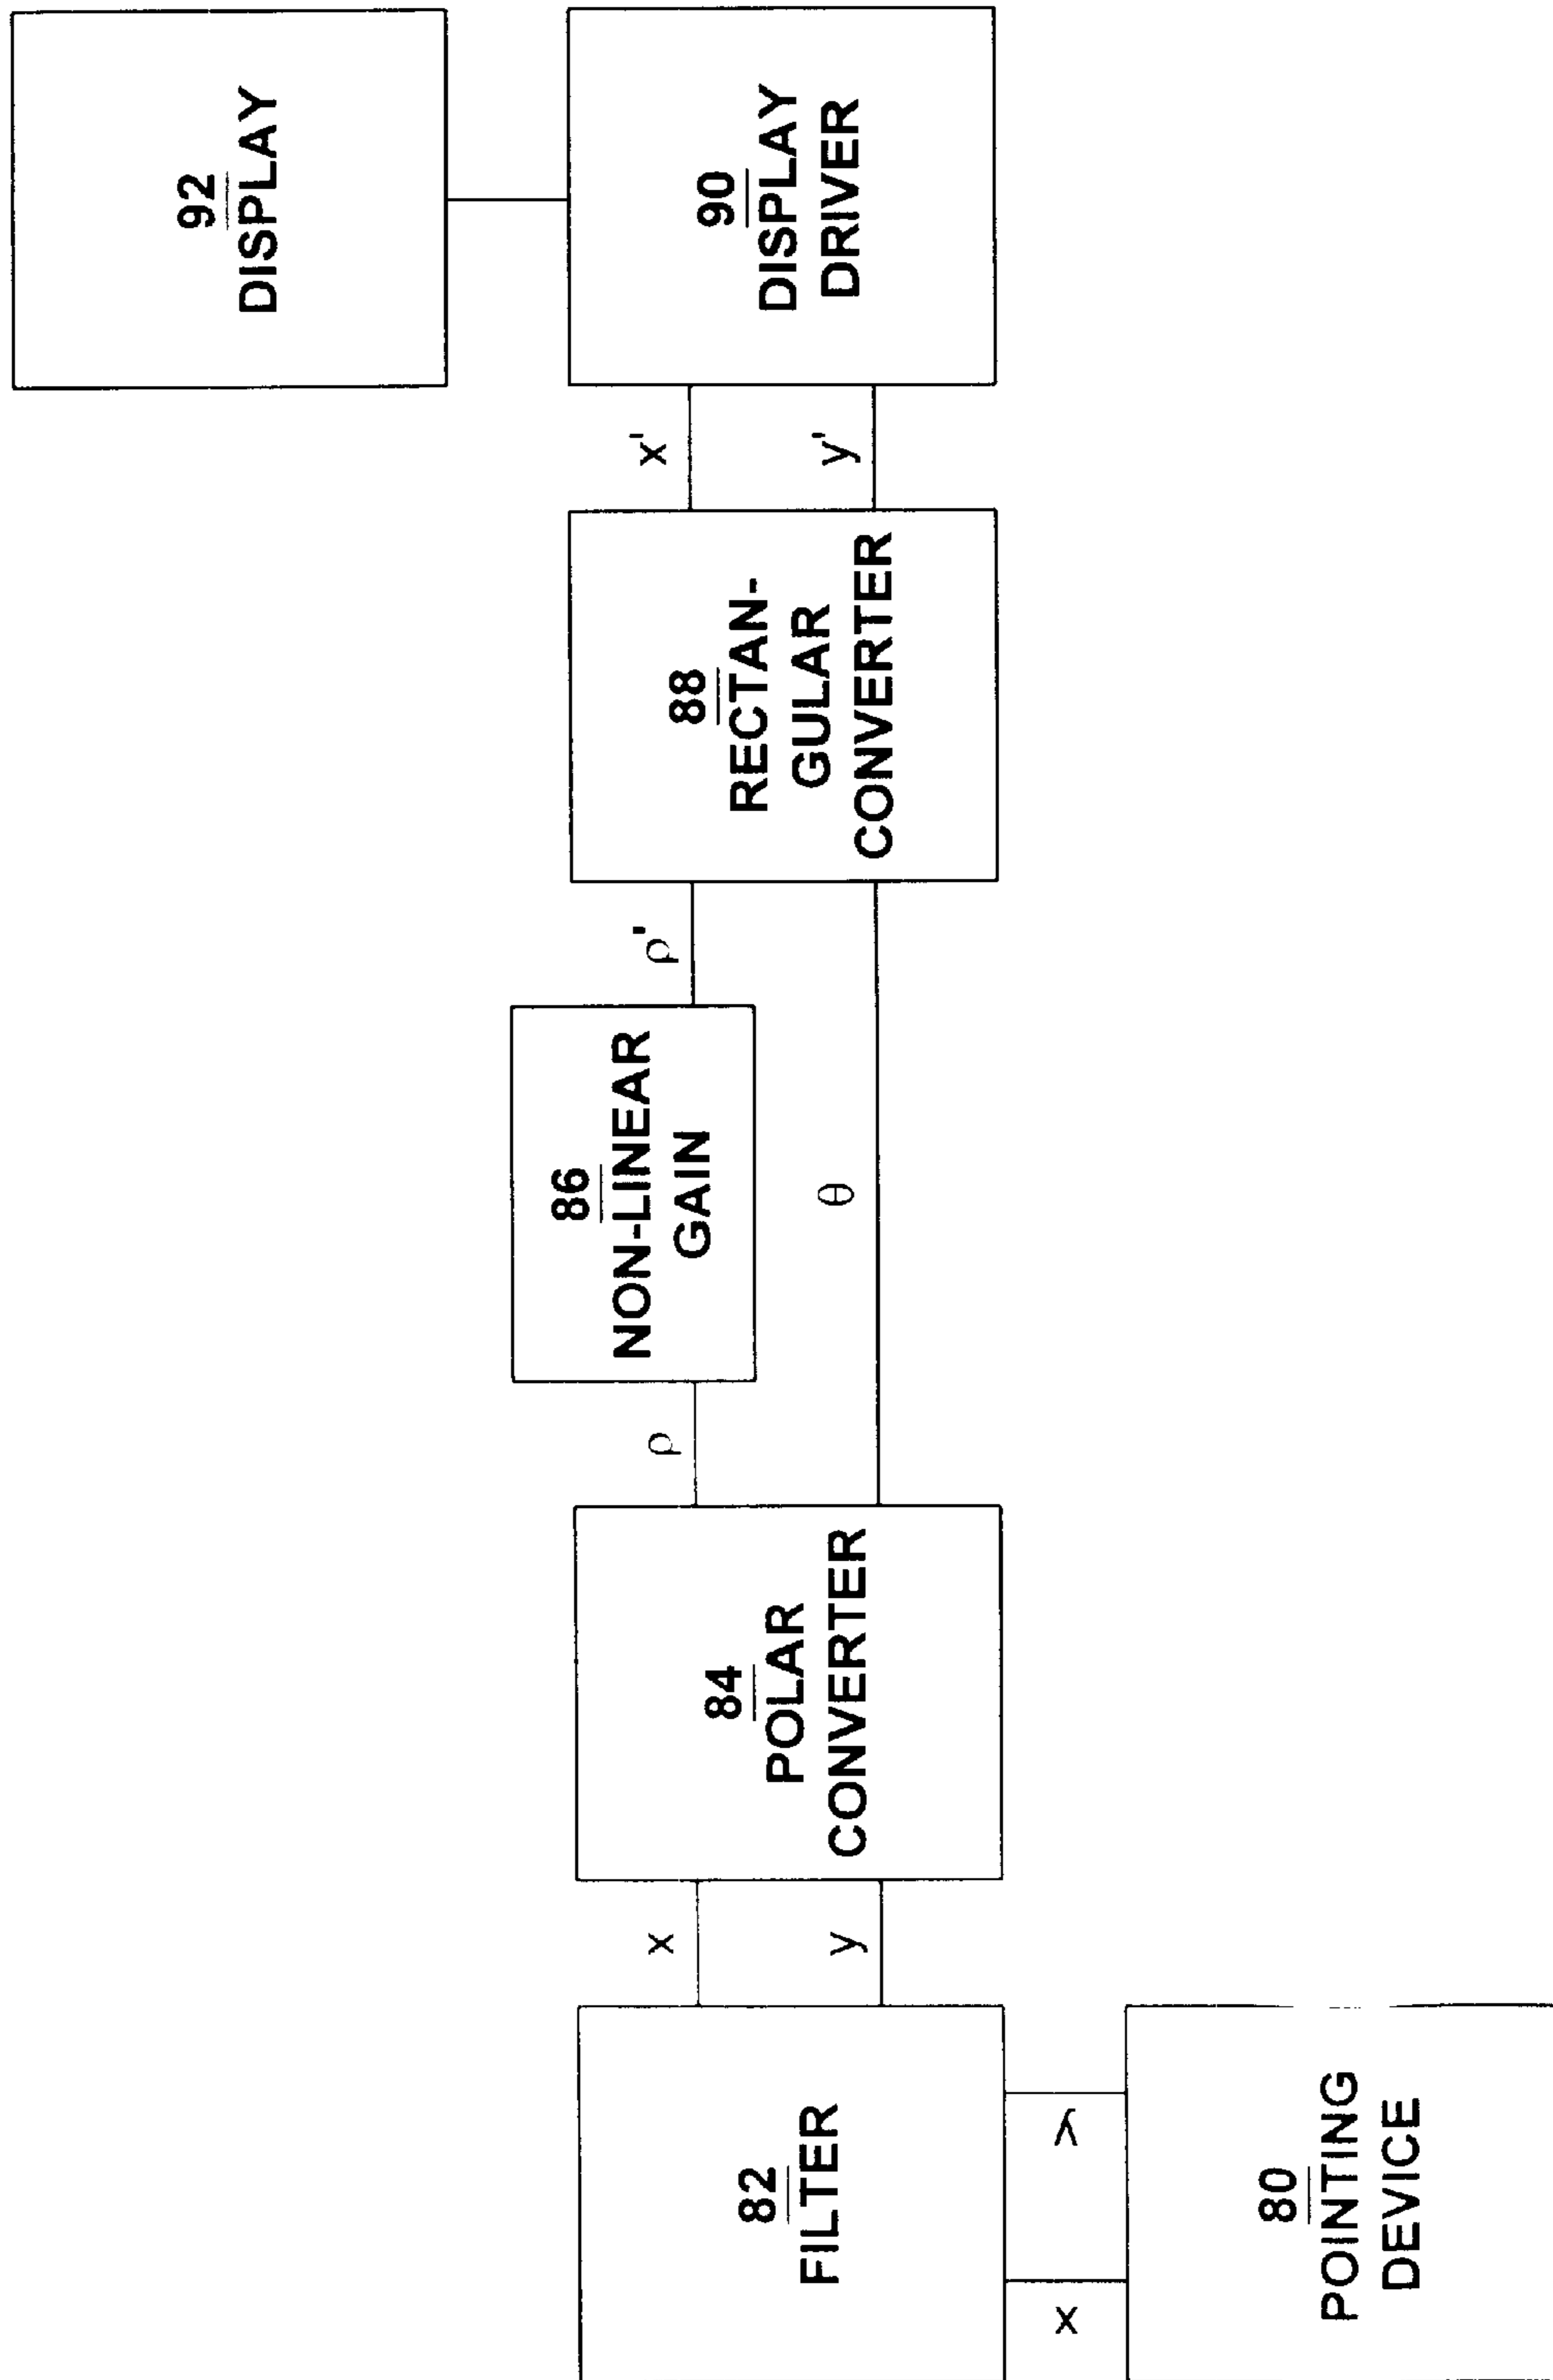 92
DISPLAY
90
DISPLAY
DRIVER
x'
y'
88
RECTAN-
GULAR
CONVERTER
ρ'
86
NON-LINEAR
GAIN
θ
ρ
84
POLAR
CONVERTER
x
y
82
FILTER
x
y
80
POINTING
DEVICE